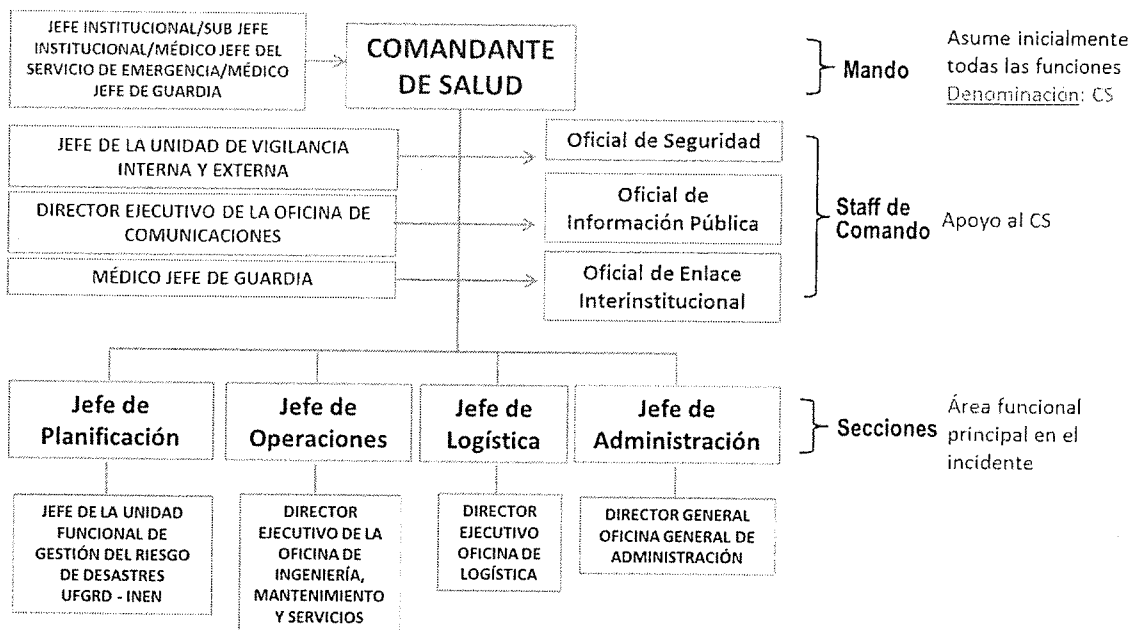 JEFE INSTITUCIONAL/SUB JEFE
INSTITUCIONAL/MÉDICO JEFE DEL
SERVICIO DE EMERGENCIA/MÉDICO
JEFE DE GUARDIA
COMANDANTE
DE SALUD
Mando
Asume inicialmente
todas las funciones
Denominación: CS
JEFE DE LA UNIDAD DE VIGILANCIA
INTERNA Y EXTERNA
Oficial de Seguridad
DIRECTOR EJECUTIVO DE LA OFICINA DE
COMUNICACIONES
Oficial de
Información Pública
MÉDICO JEFE DE GUARDIA
Oficial de Enlace
Interinstitucional
Staff de
Comando
Apoyo al CS
Jefe de
Planificación
Jefe de
Operaciones
Jefe de
Logística
Jefe de
Administración
Secciones
Área funcional
principal en el
incidente
JEFE DE LA UNIDAD
FUNCIONAL DE
GESTIÓN DEL RIESGO
DE DESASTRES
UFGRD - INEN
DIRECTOR
EJECUTIVO DE LA
OFICINA DE
INGENIERÍA,
MANTENIMIENTO
Y SERVICIOS
DIRECTOR
EJECUTIVO
OFICINA DE
LOGÍSTICA
DIRECTOR GENERAL
OFICINA GENERAL DE
ADMINISTRACIÓN